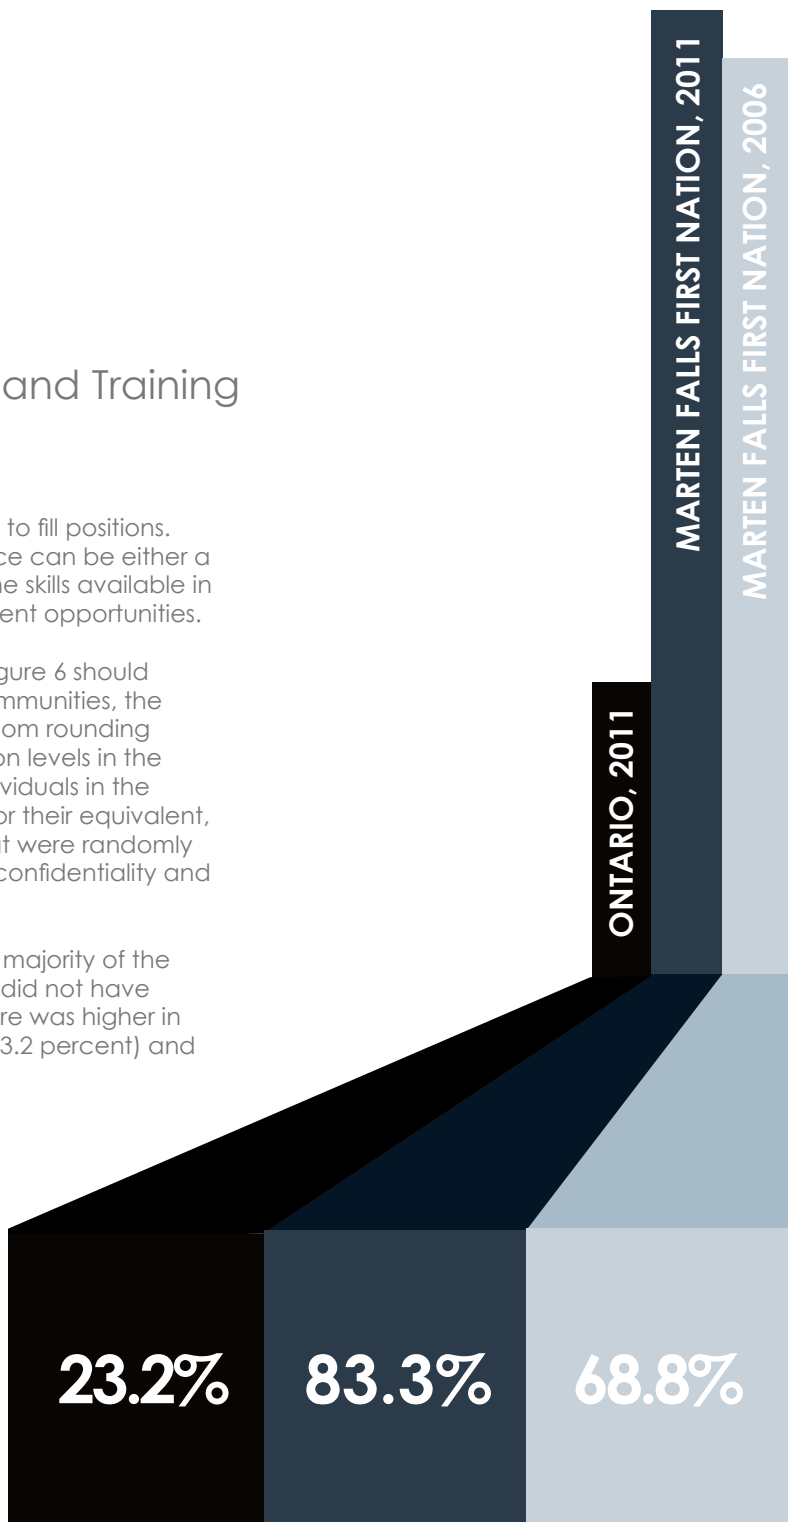 and Training
to fill positions.
ce can be either a
he skills available in
ent opportunities.
gure 6 should
mmunities, the
om rounding
on levels in the
viduals in the
or their equivalent,
at were randomly
confidentiality and
majority of the
did not have
re was higher in
3.2 percent) and
ONTARIO, 2011
MARTEN FALLS FIRST NATION, 2011
MARTEN FALLS FIRST NATION, 2006
23.2%
83.3%
68.8%